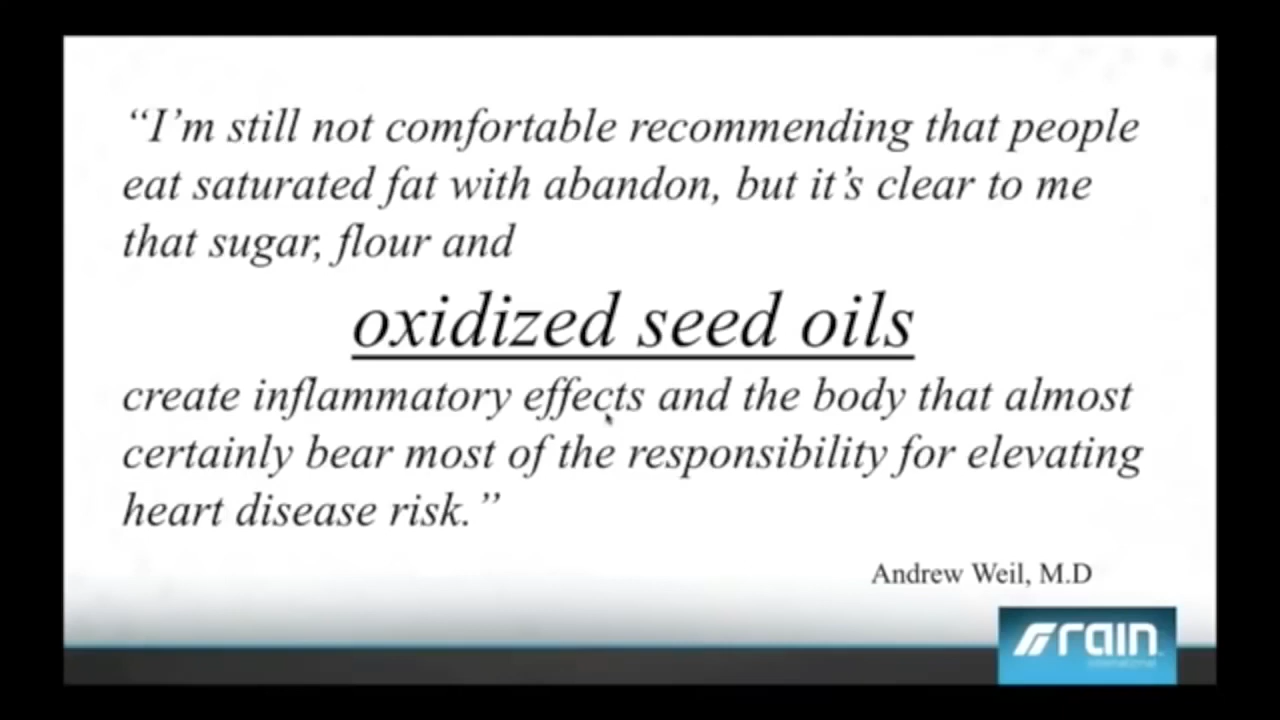 “I’m still not comfortable recommending that people
eat saturated fat with abandon, but it’s clear to me
that sugar, flour and
oxidized seed oils
create inflammatory effects and the body that almost
certainly bear most of the responsibility for elevating
heart disease risk.”
Andrew Weil, M.D
rain
international